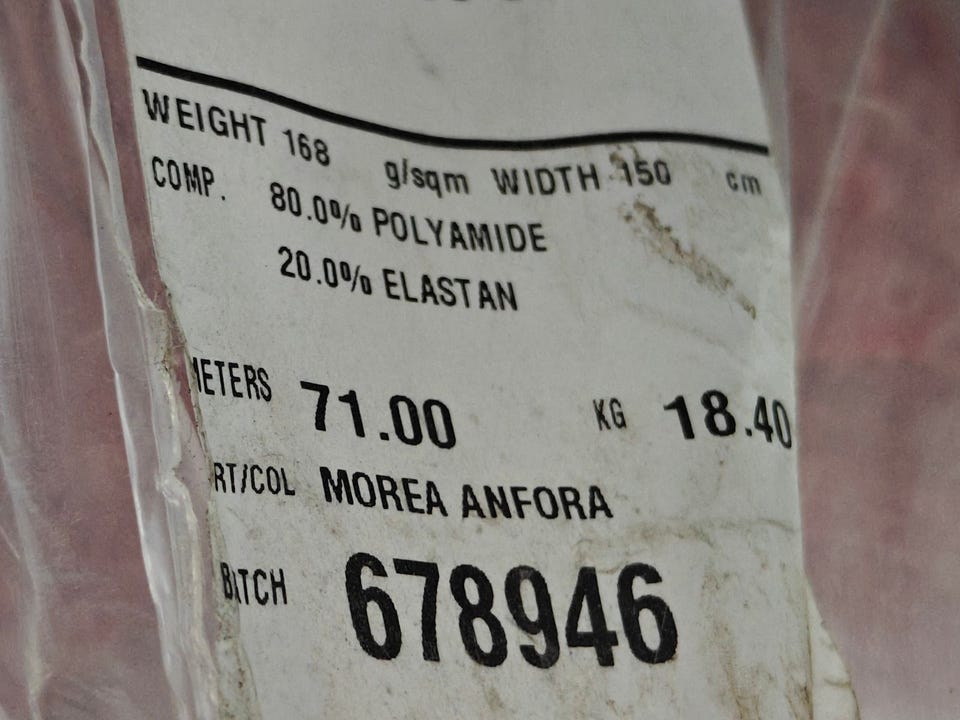 WEIGHT 168 g/sqm WIDTH 150 cm
COMP. 80.0% POLYAMIDE
20.0% ELASTAN
METERS 71.00 KG 18.40
RT/COL MOREA ANFORA
BATCH 678946